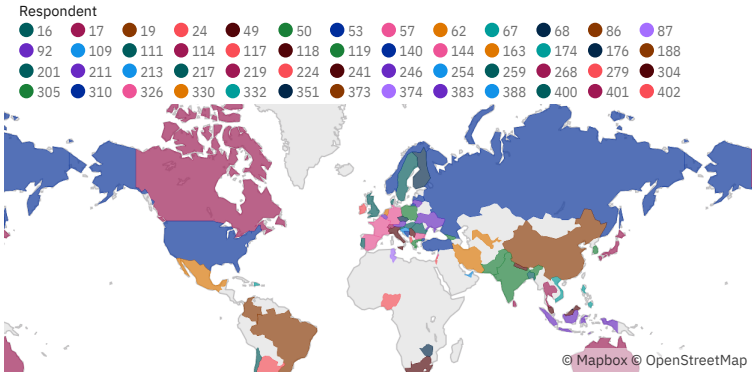 Respondent
16 17 19 24 49 50 53 57 62 67 68 86 87
92 109 111 114 117 118 119 140 144 163 174 176 188
201 211 213 217 219 224 241 246 254 259 268 279 304
305 310 326 330 332 351 373 374 383 388 400 401 402
© Mapbox © OpenStreetMap